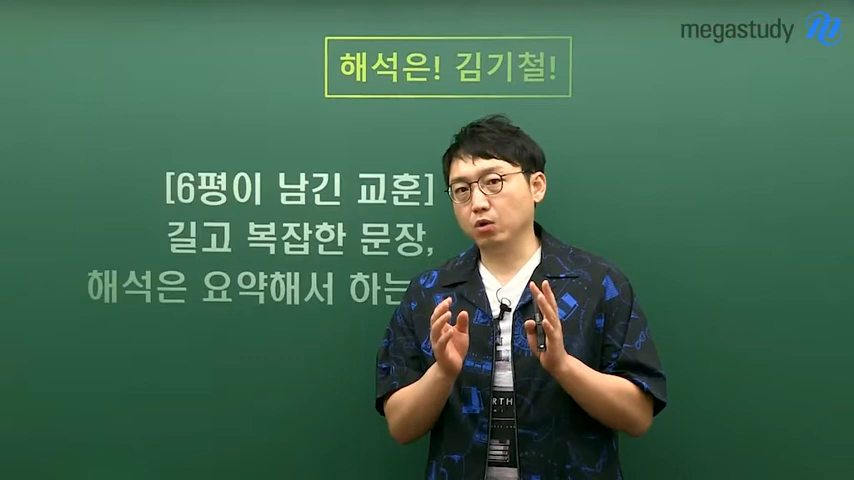 megastudy
해석은! 김기철!
[6평이 남긴 교훈]
길고 복잡한 문장,
해석은 요약해서 하는
RTH